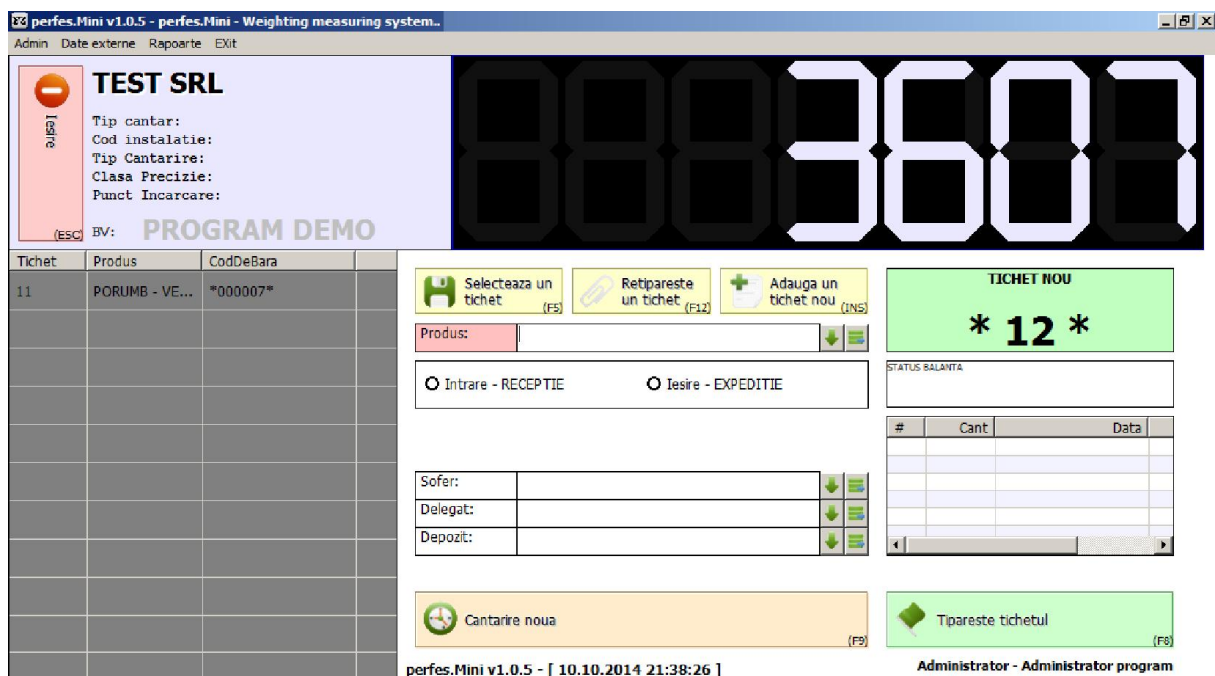 perfes.Mini v1.0.5 - perfes.Mini - Weighting measuring system..
Admin Date externe Rapoarte EXit
Iesire
(ESC)
TEST SRL
Tip cantar:
Cod instalatie:
Tip Cantarire:
Clasa Precizie:
Punct Incarcare:
BV: PROGRAM DEMO
3607
Tichet Produs CodDeBara
11 PORUMB - VE... *000007*
Selecteaza un tichet (F5)
Retipareste un tichet (F12)
Adauga un tichet nou (INS)
Produs:
Intrare - RECEPTIE Iesire - EXPEDITIE
Sofer:
Delegat:
Depozit:
Cantarire noua (F9)
TICHET NOU
* 12 *
STATUS BALANTA
# Cant Data
Tipareste tichetul (F8)
perfes.Mini v1.0.5 - [ 10.10.2014 21:38:26 ]
Administrator - Administrator program